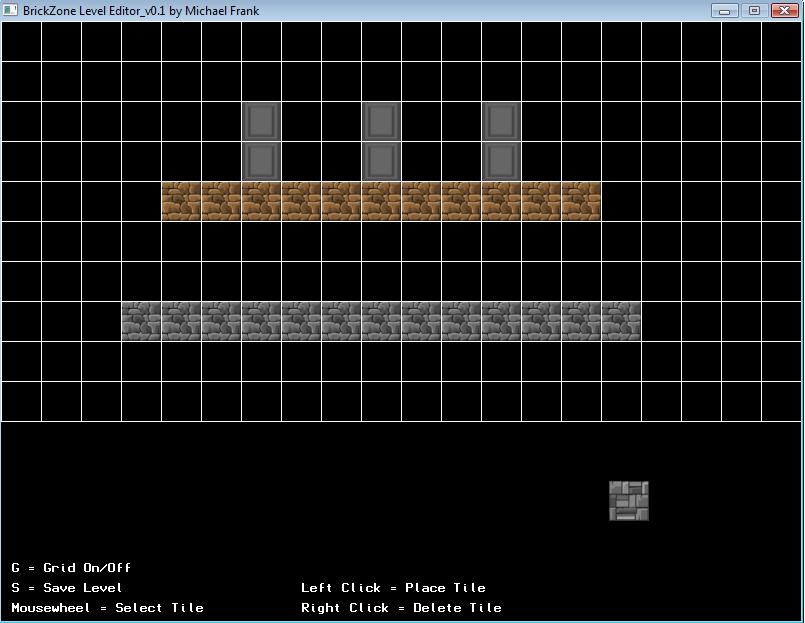 BrickZone Level Editor_v0.1 by Michael Frank
G = Grid On/Off
S = Save Level
Left Click = Place Tile
Mousewheel = Select Tile
Right Click = Delete Tile